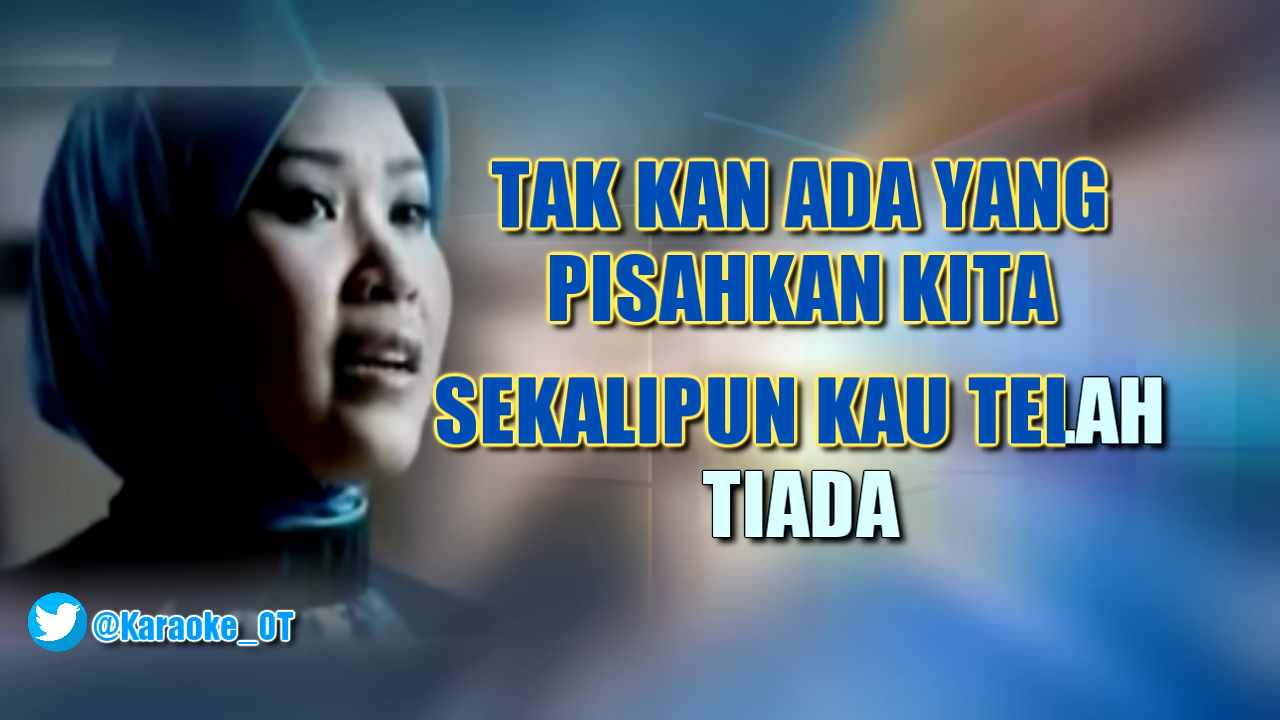 TAK KAN ADA YANG
PISAHKAN KITA
SEKALIPUN KAU TELAH
TIADA
@Karaoke_OT